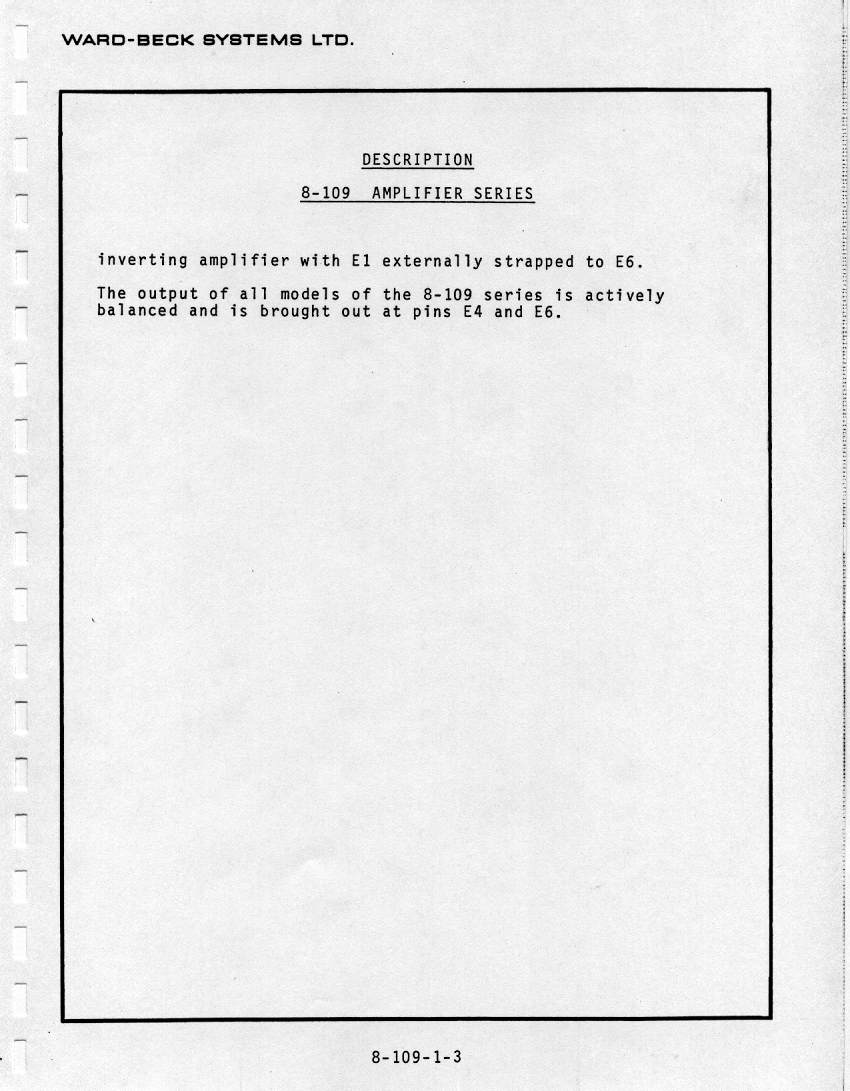 WARD-BECK SYSTEMS LTD.
DESCRIPTION
8-109 AMPLIFIER SERIES
inverting amplifier with E1 externally strapped to E6.
The output of all models of the 8-109 series is actively
balanced and is brought out at pins E4 and E6.
8-109-1-3